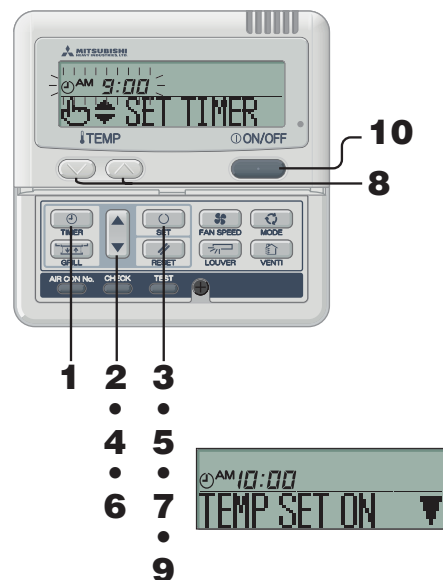 MITSUBISHI
HEAVY INDUSTRIES, LTD.
AM 9:00
SET TIMER
TEMP
ON/OFF
10
8
TIMER
SET
FAN SPEED
MODE
GRILL
RESET
LOUVER
VENTI
AIR CON No.
CHECK
TEST
1
2 • 4 • 6
3 • 5 • 7 • 9
AM 10:00
TEMP SET ON ▼